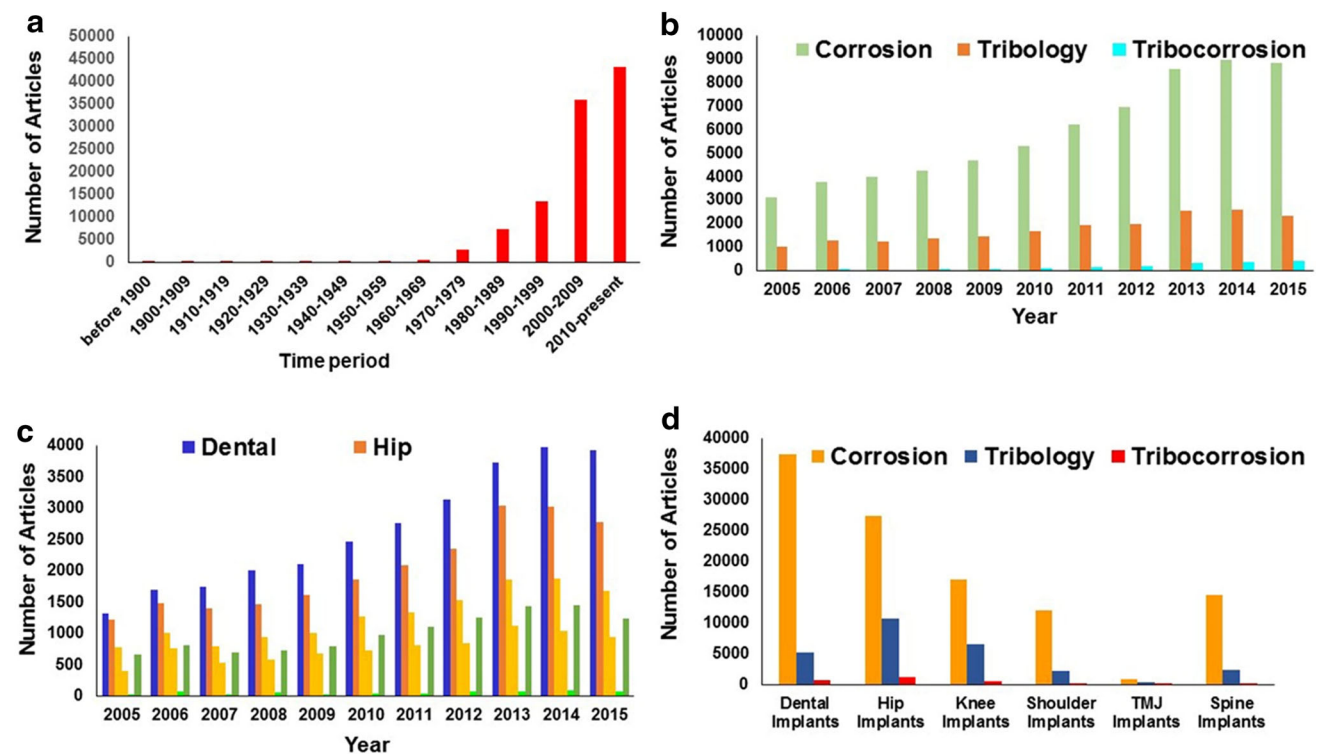 a
50000
45000
40000
35000
30000
25000
20000
15000
10000
5000
0
Number of Articles
before 1900
1900-1909
1910-1919
1920-1929
1930-1939
1940-1949
1950-1959
1960-1969
1970-1979
1980-1989
1990-1999
2000-2009
2010-present
Time period
b
Corrosion Tribology Tribocorrosion
10000
9000
8000
7000
6000
5000
4000
3000
2000
1000
0
Number of Articles
2005 2006 2007 2008 2009 2010 2011 2012 2013 2014 2015
Year
c
Dental Hip
4000
3500
3000
2500
2000
1500
1000
500
0
Number of Articles
2005 2006 2007 2008 2009 2010 2011 2012 2013 2014 2015
Year
d
Corrosion Tribology Tribocorrosion
40000
35000
30000
25000
20000
15000
10000
5000
0
Number of Articles
Dental Hip Knee Shoulder TMJ Spine
Implants Implants Implants Implants Implants Implants